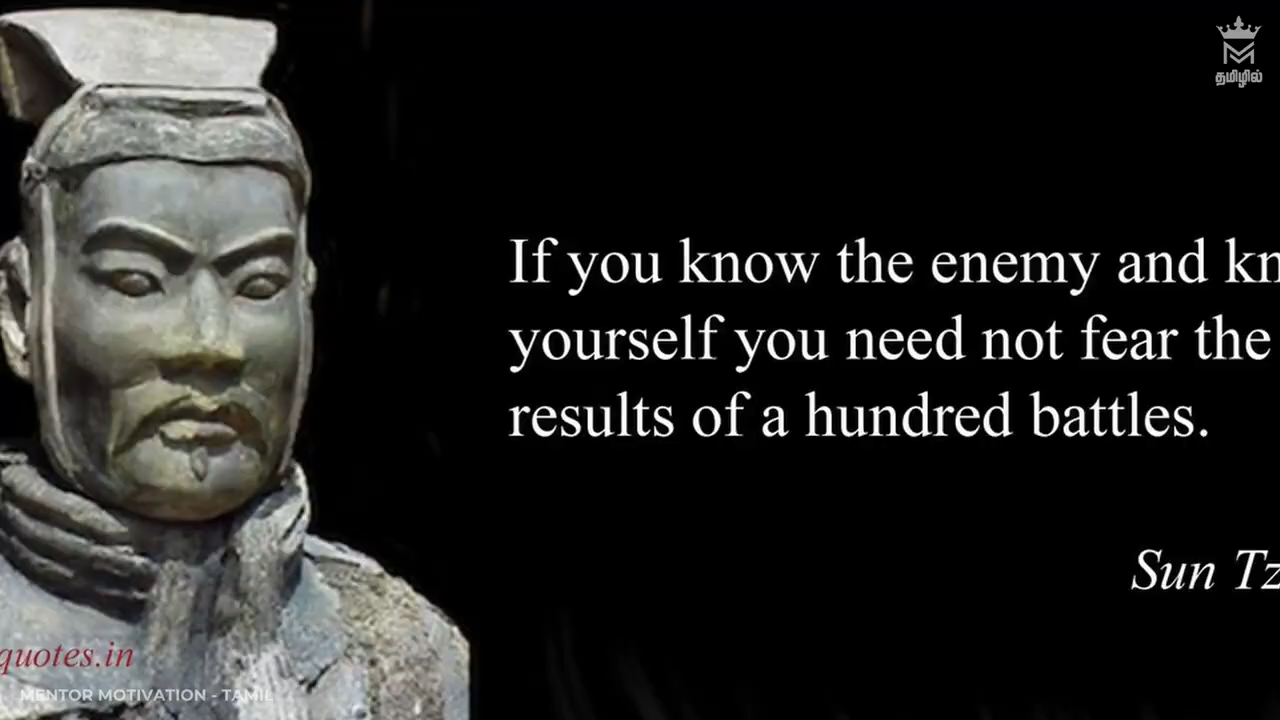 தமிழில்
If you know the enemy and kn
yourself you need not fear the
results of a hundred battles.
Sun Tz
quotes.in
MENTOR MOTIVATION - TAMIL